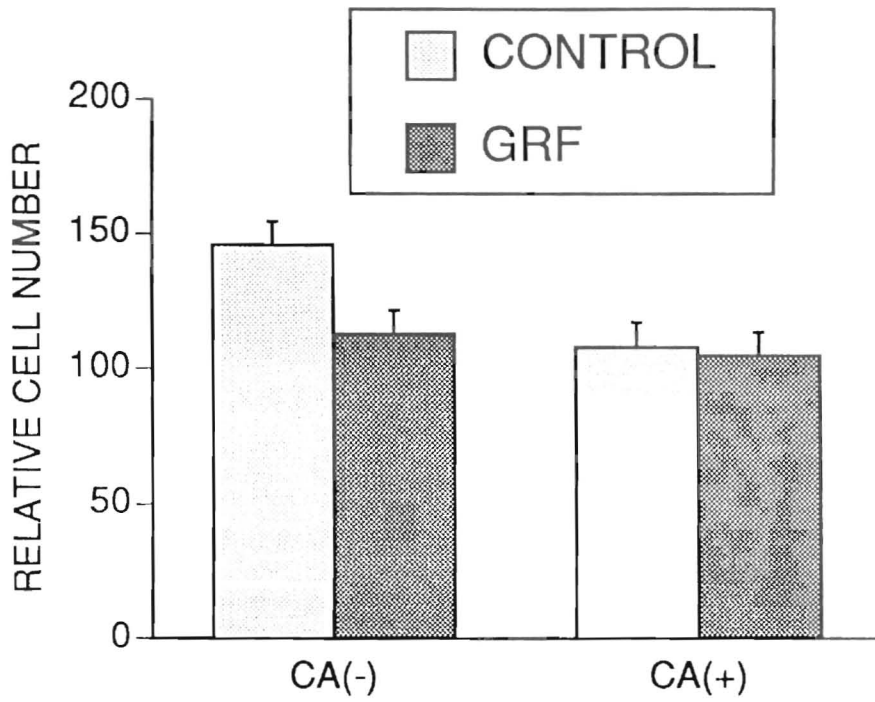 CONTROL
GRF
RELATIVE CELL NUMBER
200
150
100
50
0
CA(-)
CA(+)